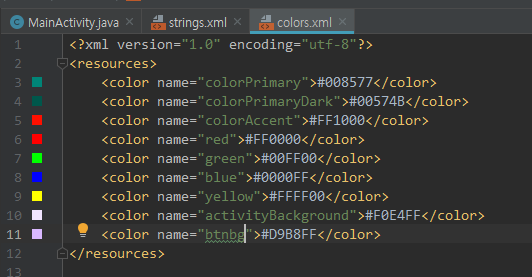 MainActivity.java strings.xml colors.xml
1 <?xml version="1.0" encoding="utf-8"?>
2 <resources>
3 <color name="colorPrimary">#008577</color>
4 <color name="colorPrimaryDark">#00574B</color>
5 <color name="colorAccent">#FF1000</color>
6 <color name="red">#FF0000</color>
7 <color name="green">#00FF00</color>
8 <color name="blue">#0000FF</color>
9 <color name="yellow">#FFFF00</color>
10 <color name="activityBackground">#F0E4FF</color>
11 <color name="btnbg">#D9B8FF</color>
12 </resources>